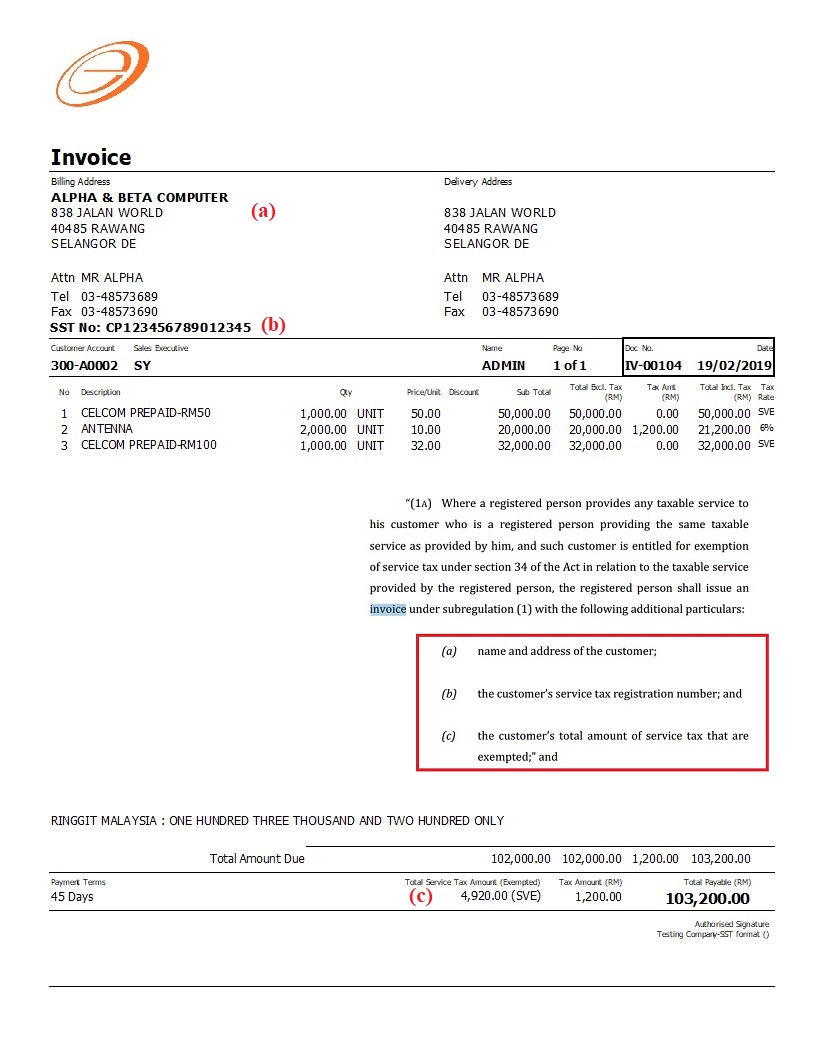 Invoice
Billing Address Delivery Address
ALPHA & BETA COMPUTER
838 JALAN WORLD (a) 838 JALAN WORLD
40485 RAWANG 40485 RAWANG
SELANGOR DE SELANGOR DE
Attn MR ALPHA Attn MR ALPHA
Tel 03-48573689 Tel 03-48573689
Fax 03-48573690 Fax 03-48573690
SST No: CP123456789012345 (b)
Customer Account Sales Executive Name Page No Doc No. Date
300-A0002 SY ADMIN 1 of 1 IV-00104 19/02/2019
No Description Qty Price/Unit Discount Sub Total Total Excl. Tax (RM) Tax Amt (RM) Total Incl. Tax (RM) Tax Rate
1 CELCOM PREPAID-RM50 1,000.00 UNIT 50.00 50,000.00 50,000.00 0.00 50,000.00 SVE
2 ANTENNA 2,000.00 UNIT 10.00 20,000.00 20,000.00 1,200.00 21,200.00 6%
3 CELCOM PREPAID-RM100 1,000.00 UNIT 32.00 32,000.00 32,000.00 0.00 32,000.00 SVE
“(1A) Where a registered person provides any taxable service to
his customer who is a registered person providing the same taxable
service as provided by him, and such customer is entitled for exemption
of service tax under section 34 of the Act in relation to the taxable service
provided by the registered person, the registered person shall issue an
invoice under subregulation (1) with the following additional particulars:
(a) name and address of the customer;
(b) the customer’s service tax registration number; and
(c) the customer’s total amount of service tax that are
exempted;” and
RINGGIT MALAYSIA : ONE HUNDRED THREE THOUSAND AND TWO HUNDRED ONLY
Total Amount Due 102,000.00 102,000.00 1,200.00 103,200.00
Payment Terms Total Service Tax Amount (Exempted) Tax Amount (RM) Total Payable (RM)
45 Days (c) 4,920.00 (SVE) 1,200.00 103,200.00
Authorised Signature
Testing Company-SST format ()